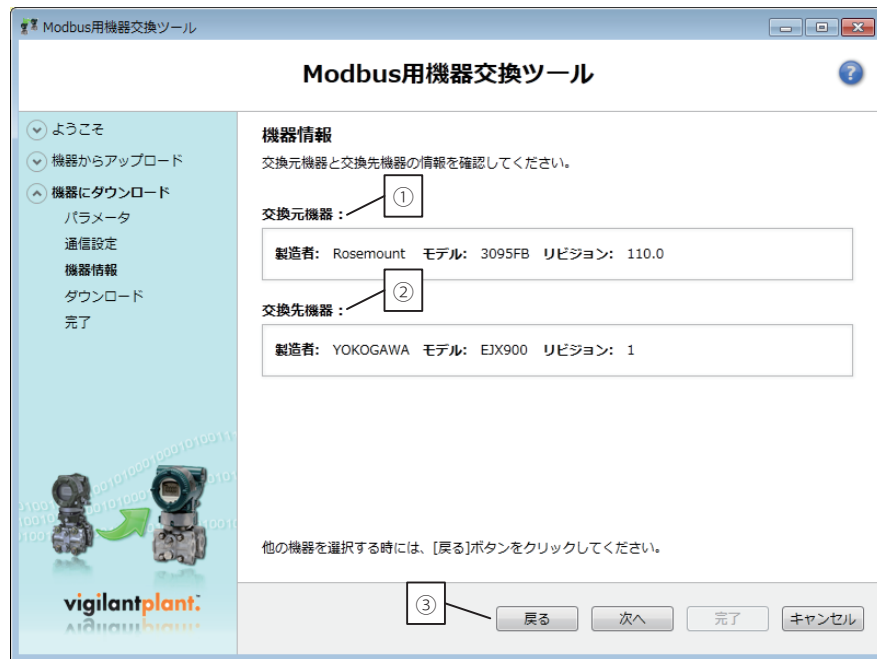 Modbus用機器交換ツール
Modbus用機器交換ツール
?
ようこそ
機器からアップロード
機器にダウンロード
パラメータ
通信設定
機器情報
ダウンロード
完了
vigilantplant.
機器情報
交換元機器と交換先機器の情報を確認してください。
①
交換元機器：
製造者: Rosemount モデル: 3095FB リビジョン: 110.0
②
交換先機器：
製造者: YOKOGAWA モデル: EJX900 リビジョン: 1
他の機器を選択する時には、[戻る]ボタンをクリックしてください。
③
戻る 次へ 完了 キャンセル